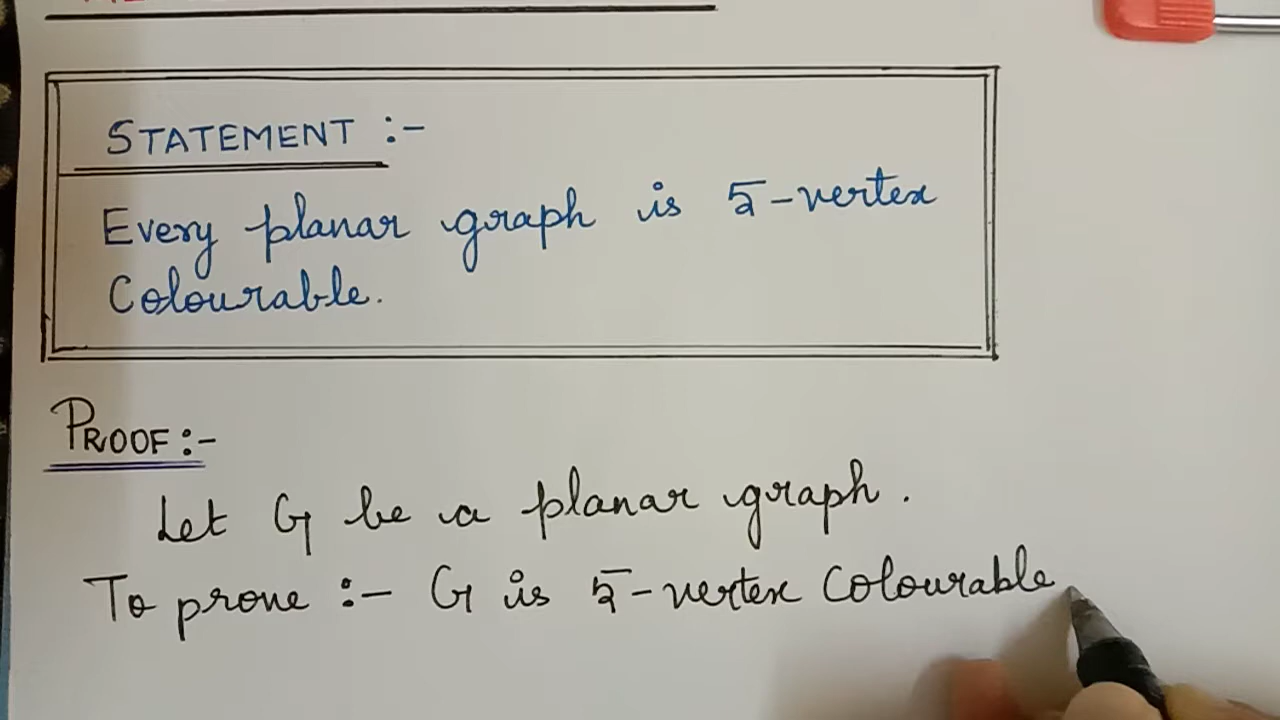 STATEMENT :-
Every planar graph is 5-vertex
Colourable.
PROOF:-
Let G be a planar graph.
To prove :- G is 5-vertex Colourable